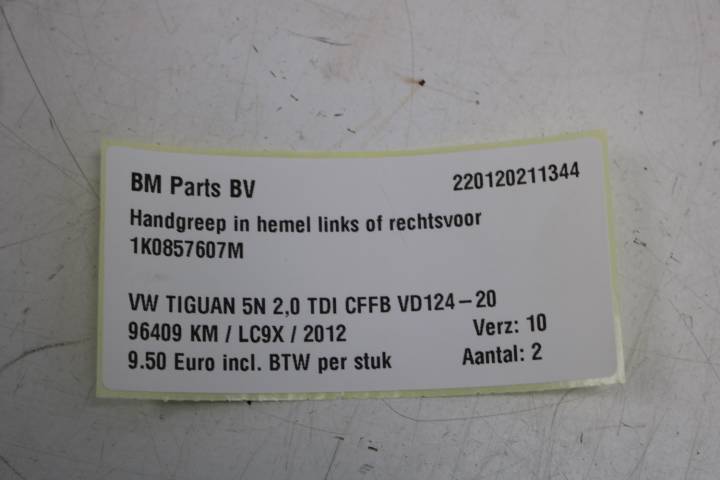 BM Parts BV 220120211344
Handgreep in hemel links of rechtsvoor
1K0857607M
VW TIGUAN 5N 2,0 TDI CFFB VD124-20
96409 KM / LC9X / 2012 Verz: 10
9.50 Euro incl. BTW per stuk Aantal: 2